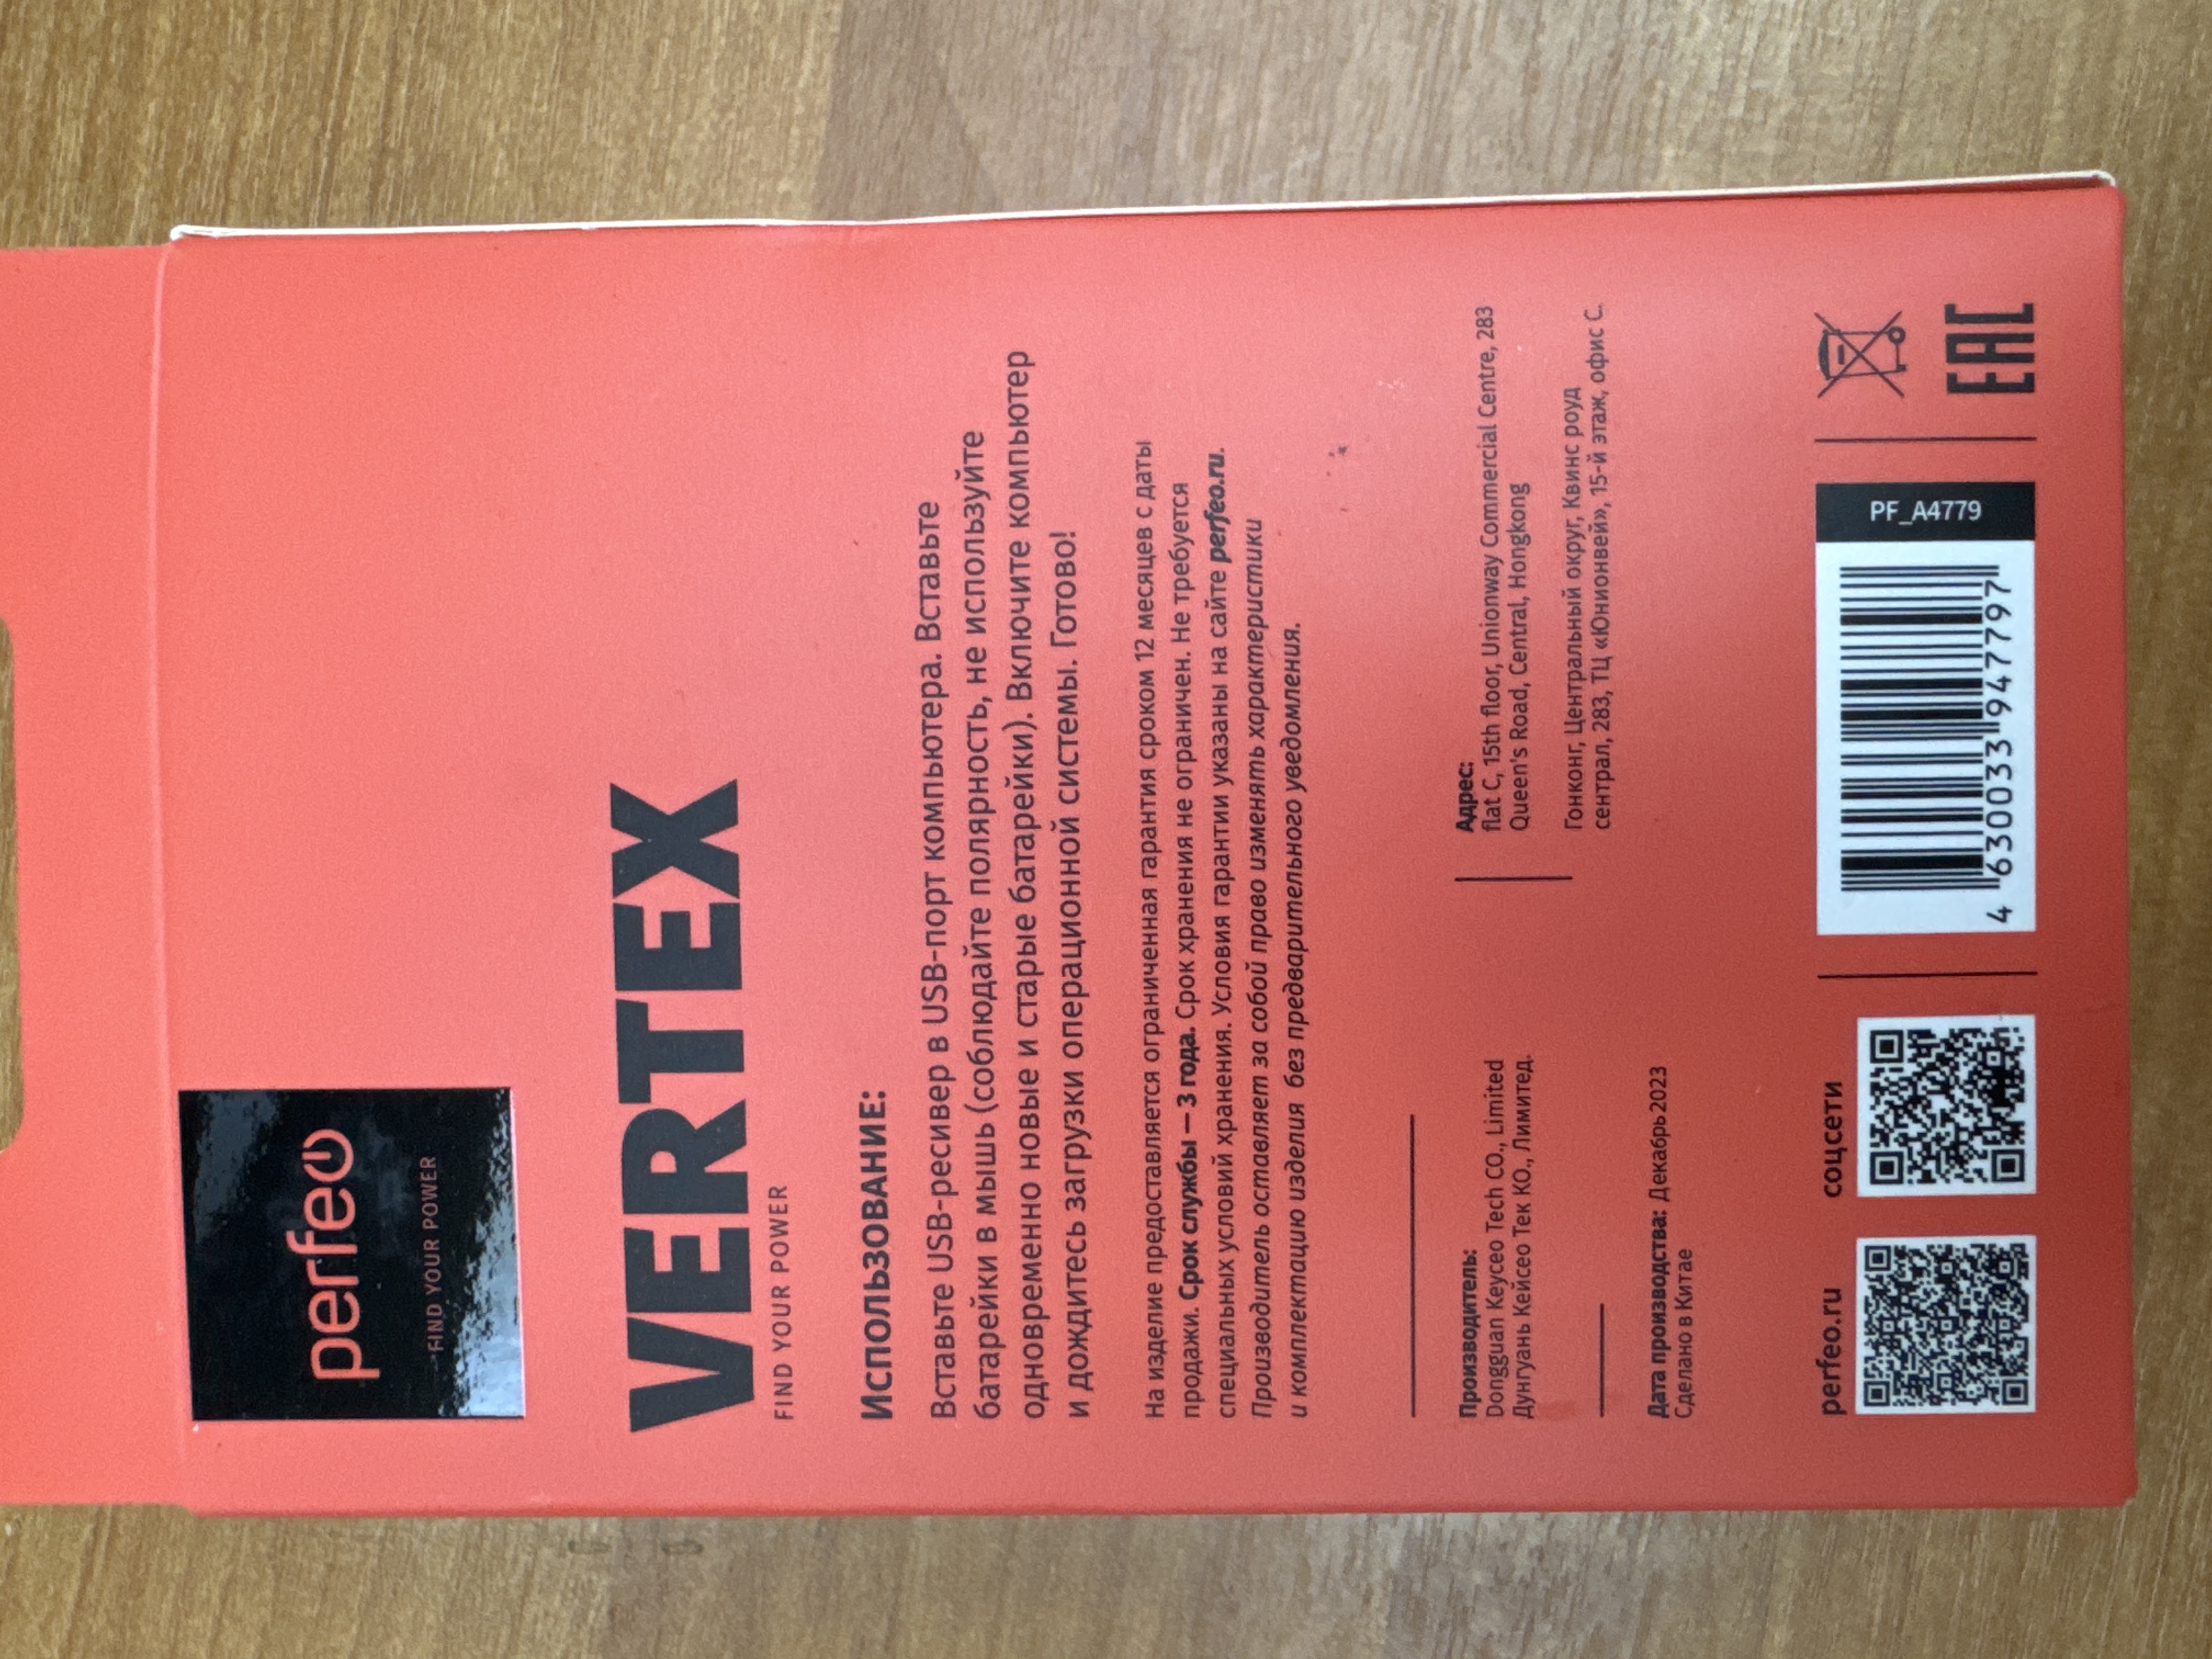 perfeo
FIND YOUR POWER
VERTEX
FIND YOUR POWER
ИСПОЛЬЗОВАНИЕ:
Вставьте USB-ресивер в USB-порт компьютера. Вставьте
батарейки в мышь (соблюдайте полярность, не используйте
одновременно новые и старые батарейки). Включите компьютер
и дождитесь загрузки операционной системы. Готово!
На изделие предоставляется ограниченная гарантия сроком 12 месяцев с даты
продажи. Срок службы — 3 года. Срок хранения не ограничен. Не требуется
специальных условий хранения. Условия гарантии указаны на сайте perfeo.ru.
Производитель оставляет за собой право изменять характеристики
и комплектацию изделия без предварительного уведомления.
Производитель:
Dongguan Keyceo Tech CO., Limited
Дунгуань Кейсео Тек КО., Лимитед.
Адрес:
flat C, 15th floor, Unionway Commercial Centre, 283
Queen's Road, Central, Hongkong
Гонконг, Центральный округ, Квинс роуд
сентрал, 283, ТЦ «Юнионвей», 15-й этаж, офис С.
Дата производства: Декабрь2023
Сделано в Китае
perfeo.ru
соцсети
4 630033 947797
PF_A4779
EAC